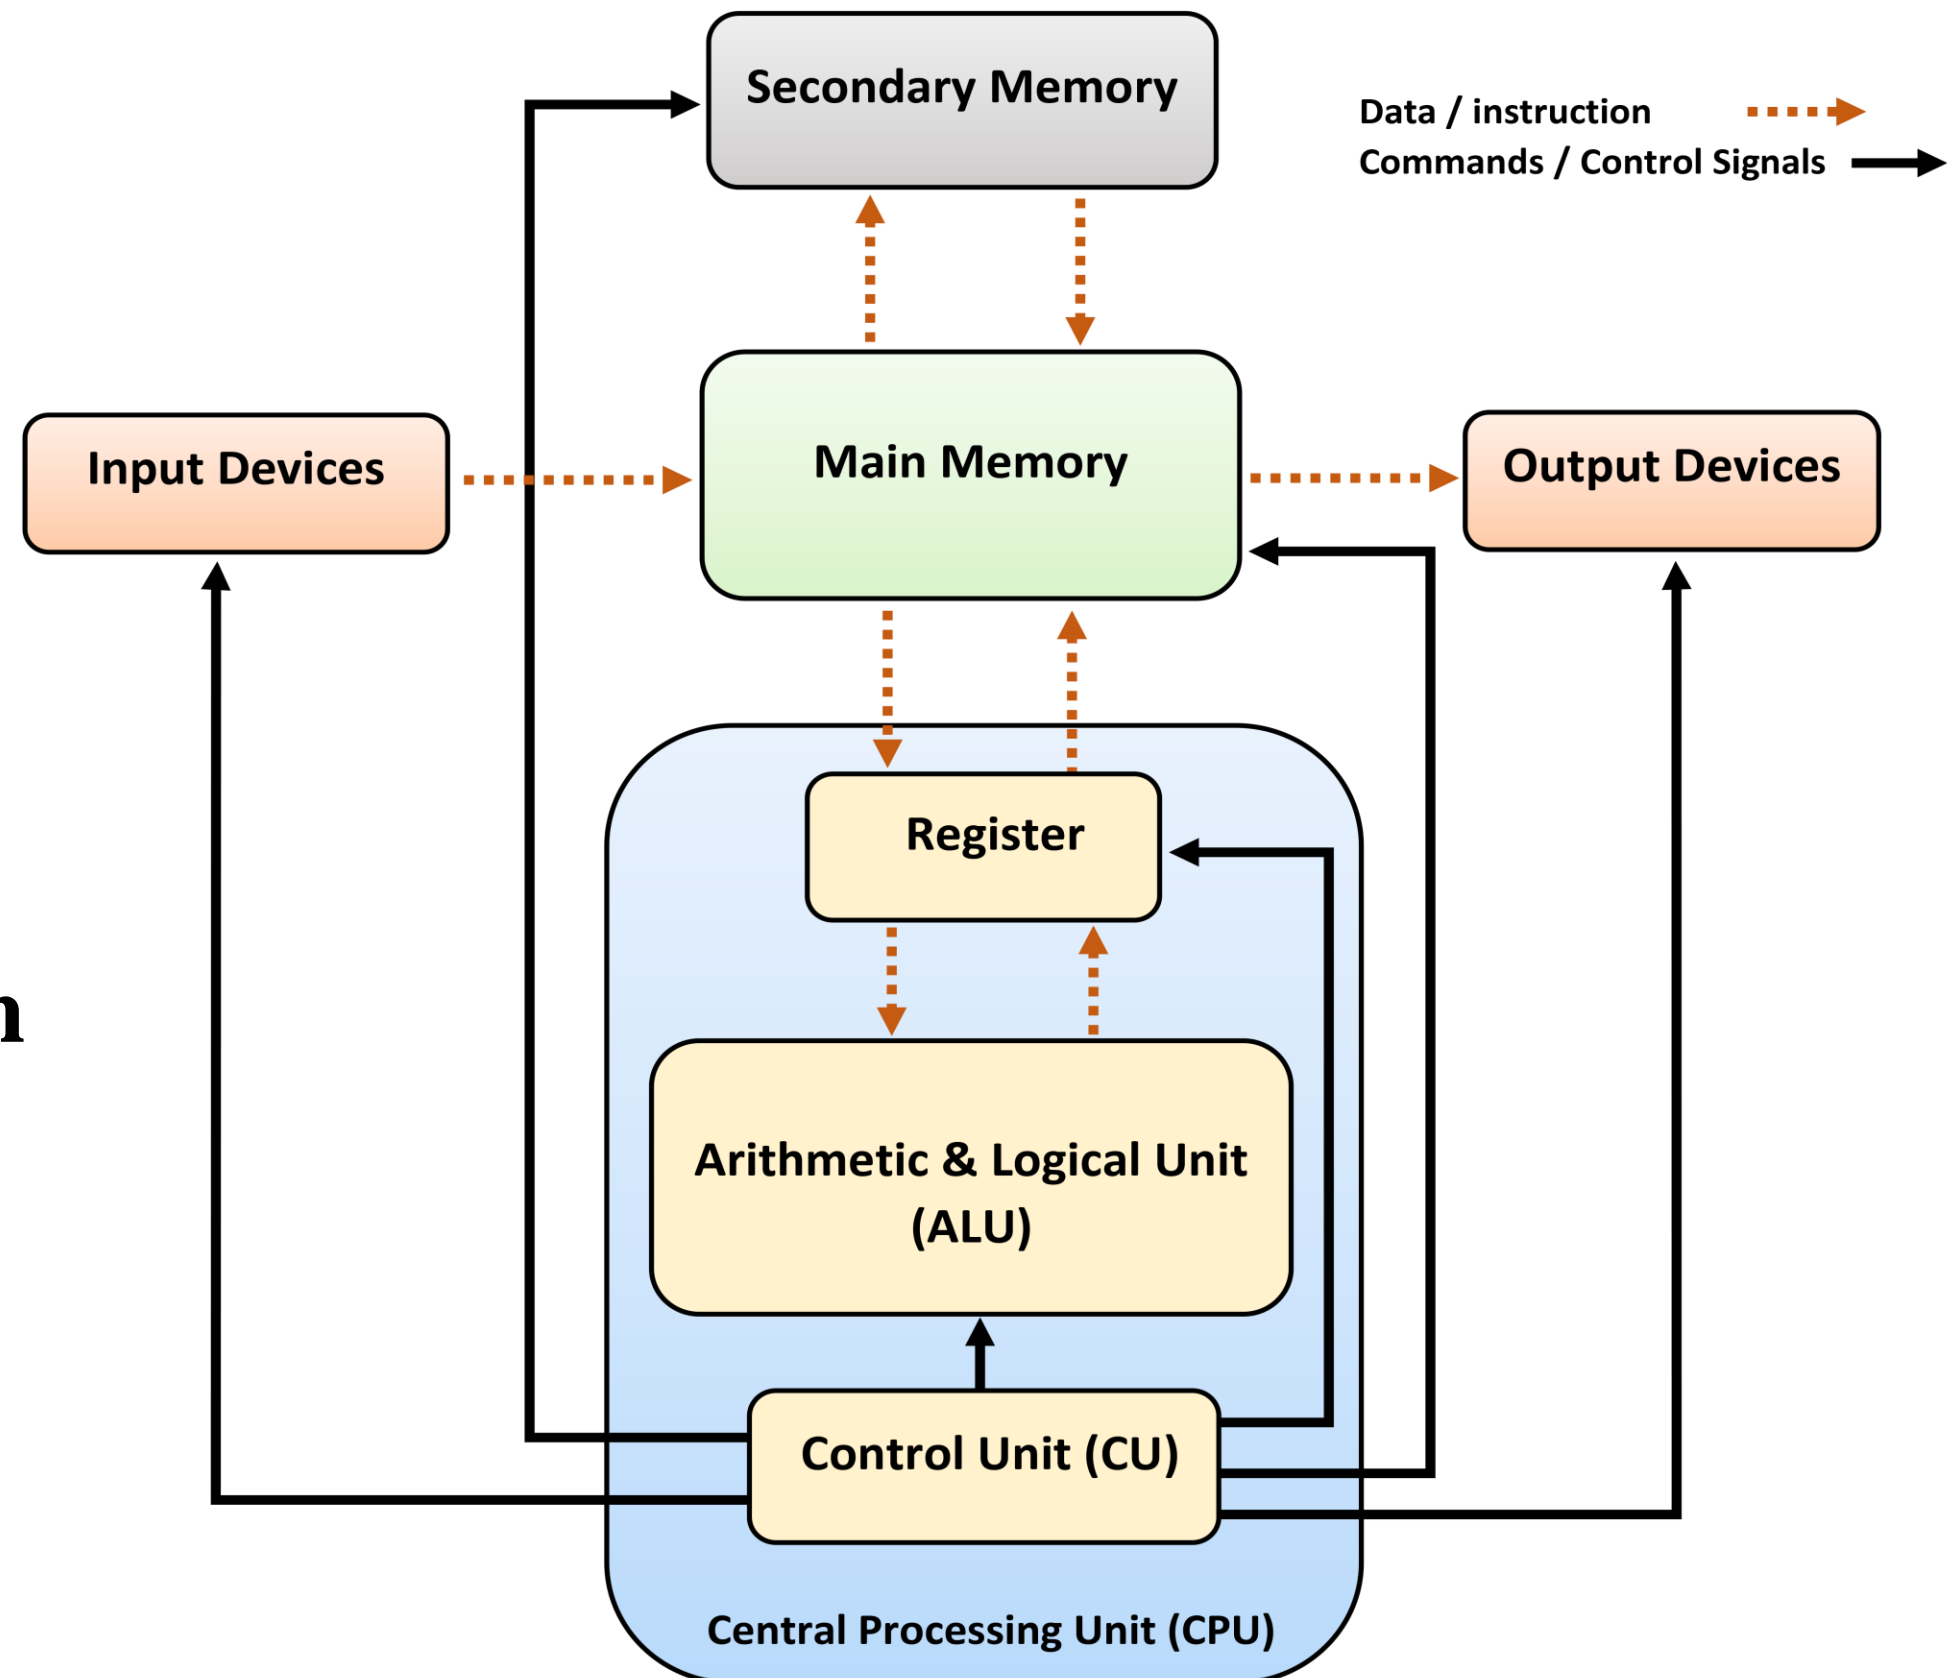 Secondary Memory
Data / instruction
Commands / Control Signals
Input Devices
Main Memory
Output Devices
Register
n
Arithmetic & Logical Unit
(ALU)
Control Unit (CU)
Central Processing Unit (CPU)